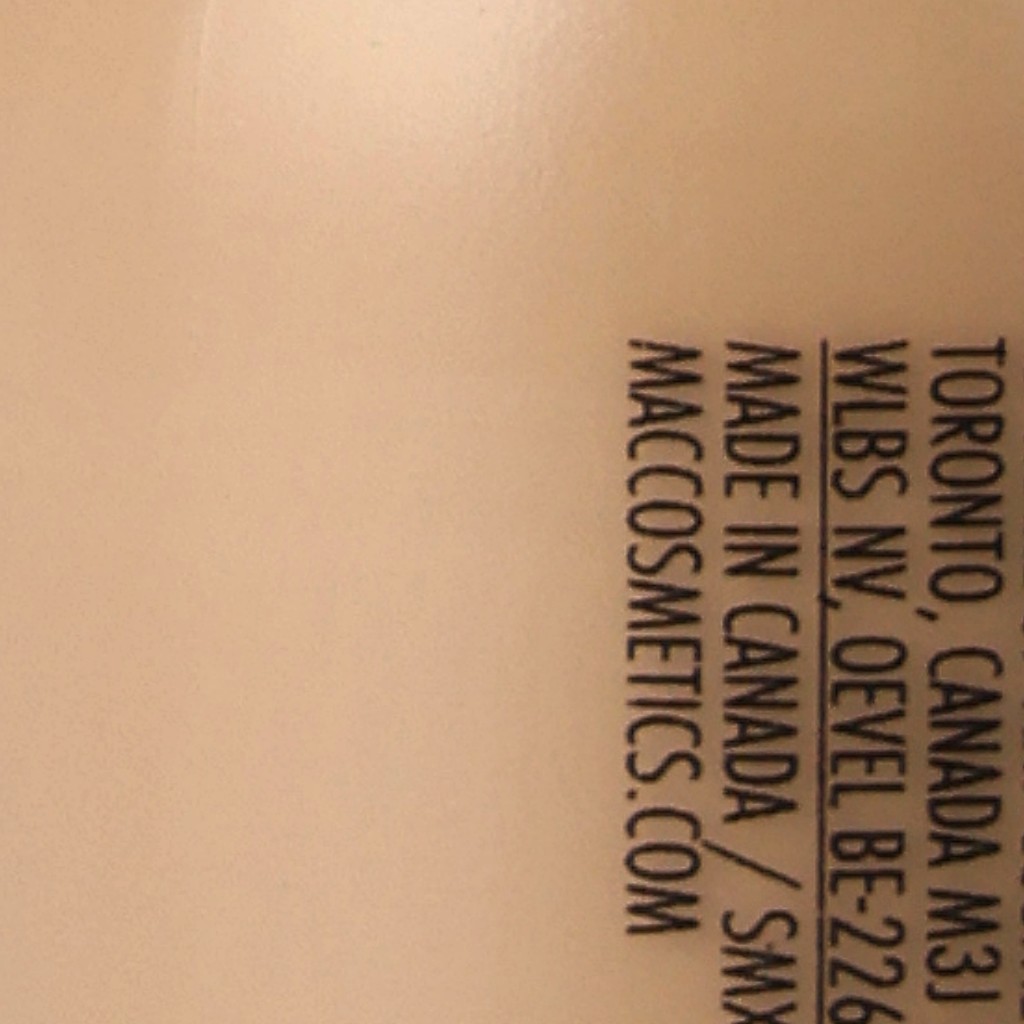 TORONTO, CANADA M3J
WLBS NV, OEVEL BE-226
MADE IN CANADA / SMX
MACCOSMETICS.COM